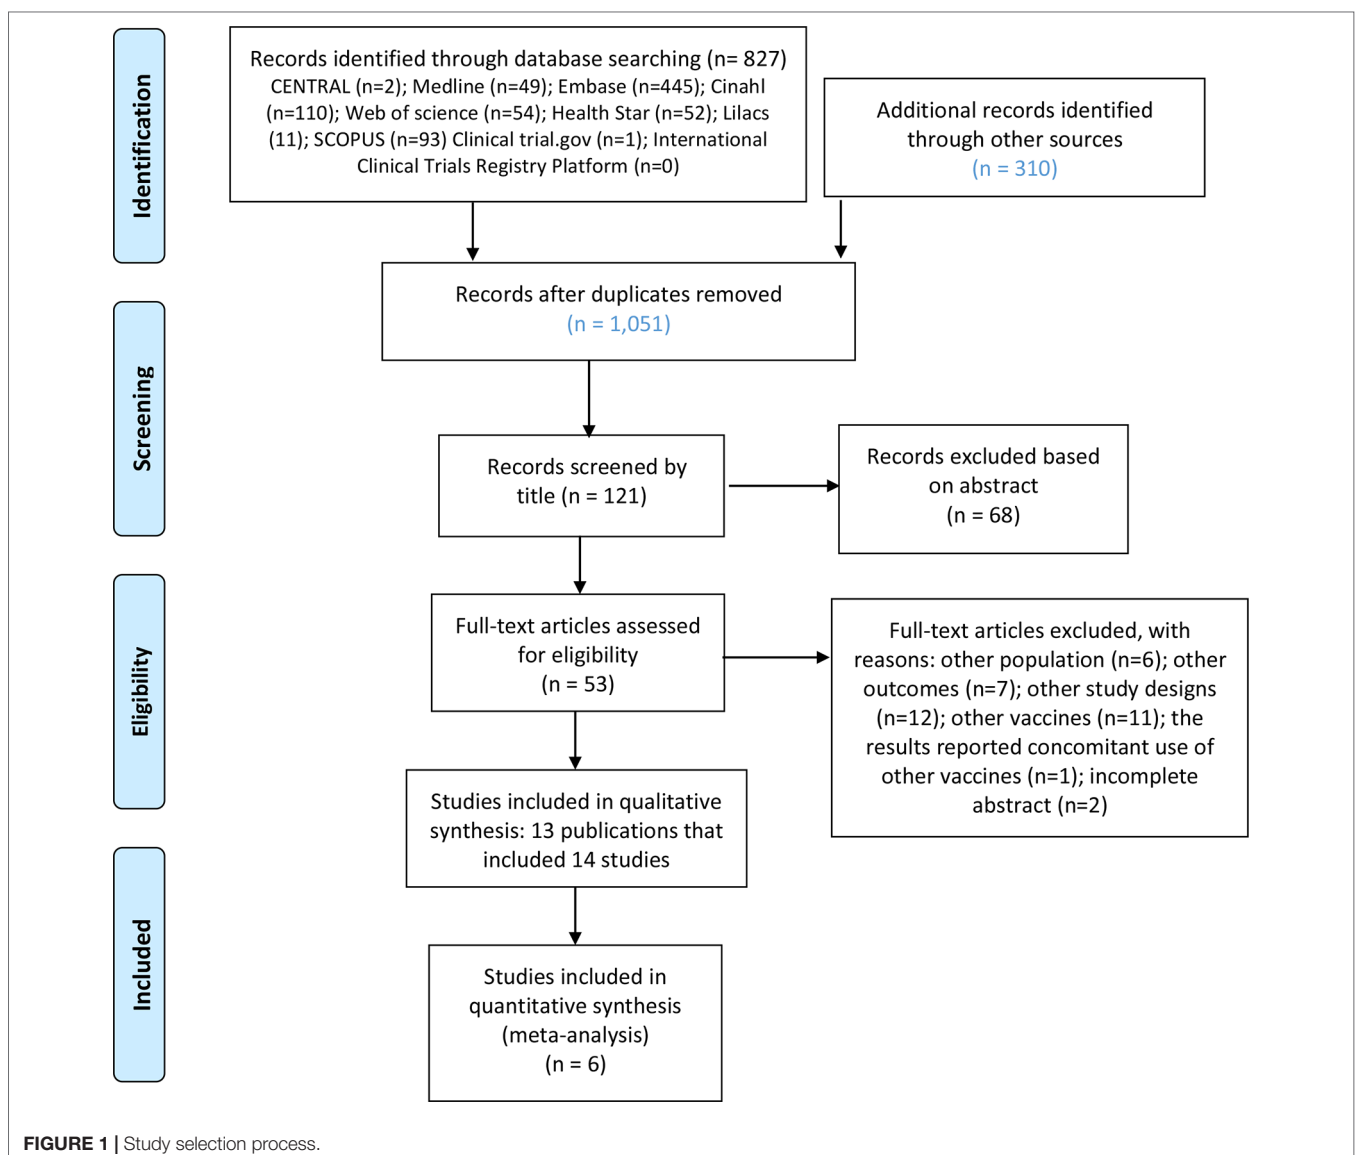 Identification
Records identified through database searching (n= 827)
CENTRAL (n=2); Medline (n=49); Embase (n=445); Cinahl
(n=110); Web of science (n=54); Health Star (n=52); Lilacs
(11); SCOPUS (n=93) Clinical trial.gov (n=1); International
Clinical Trials Registry Platform (n=0)
Additional records identified
through other sources
(n = 310)
Records after duplicates removed
(n = 1,051)
Screening
Records screened by
title (n = 121)
Records excluded based
on abstract
(n = 68)
Eligibility
Full-text articles assessed
for eligibility
(n = 53)
Full-text articles excluded, with
reasons: other population (n=6); other
outcomes (n=7); other study designs
(n=12); other vaccines (n=11); the
results reported concomitant use of
other vaccines (n=1); incomplete
abstract (n=2)
Studies included in qualitative
synthesis: 13 publications that
included 14 studies
Included
Studies included in
quantitative synthesis
(meta-analysis)
(n = 6)
FIGURE 1 | Study selection process.